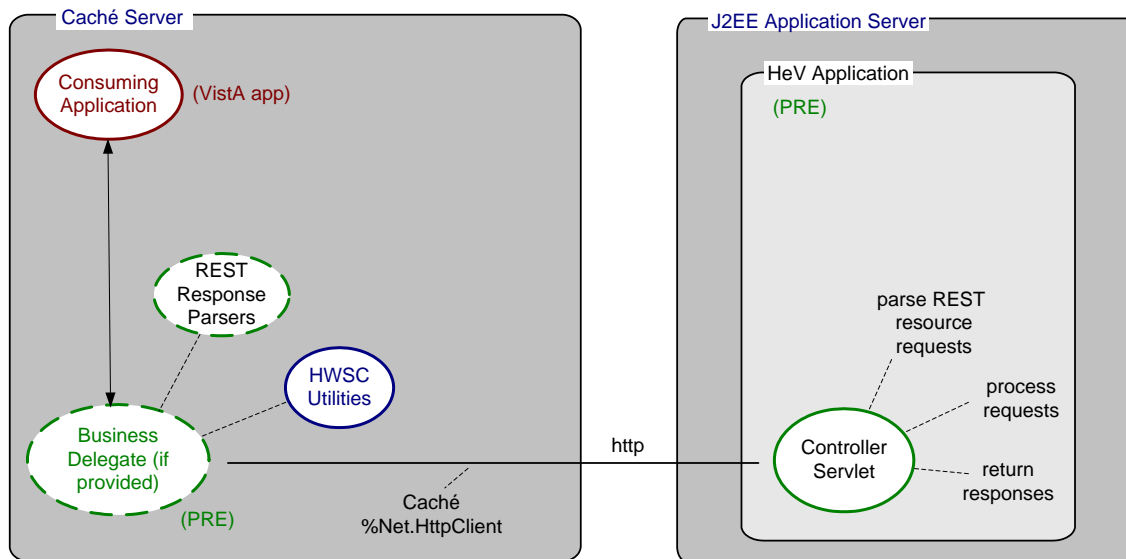 Caché Server
Consuming
Application
(VistA app)
REST
Response
Parsers
HWSC
Utilities
Business
Delegate (if
provided)
(PRE)
Caché
%Net.HttpClient
http
J2EE Application Server
HeV Application
(PRE)
parse REST
resource
requests
process
requests
Controller
Servlet
return
responses